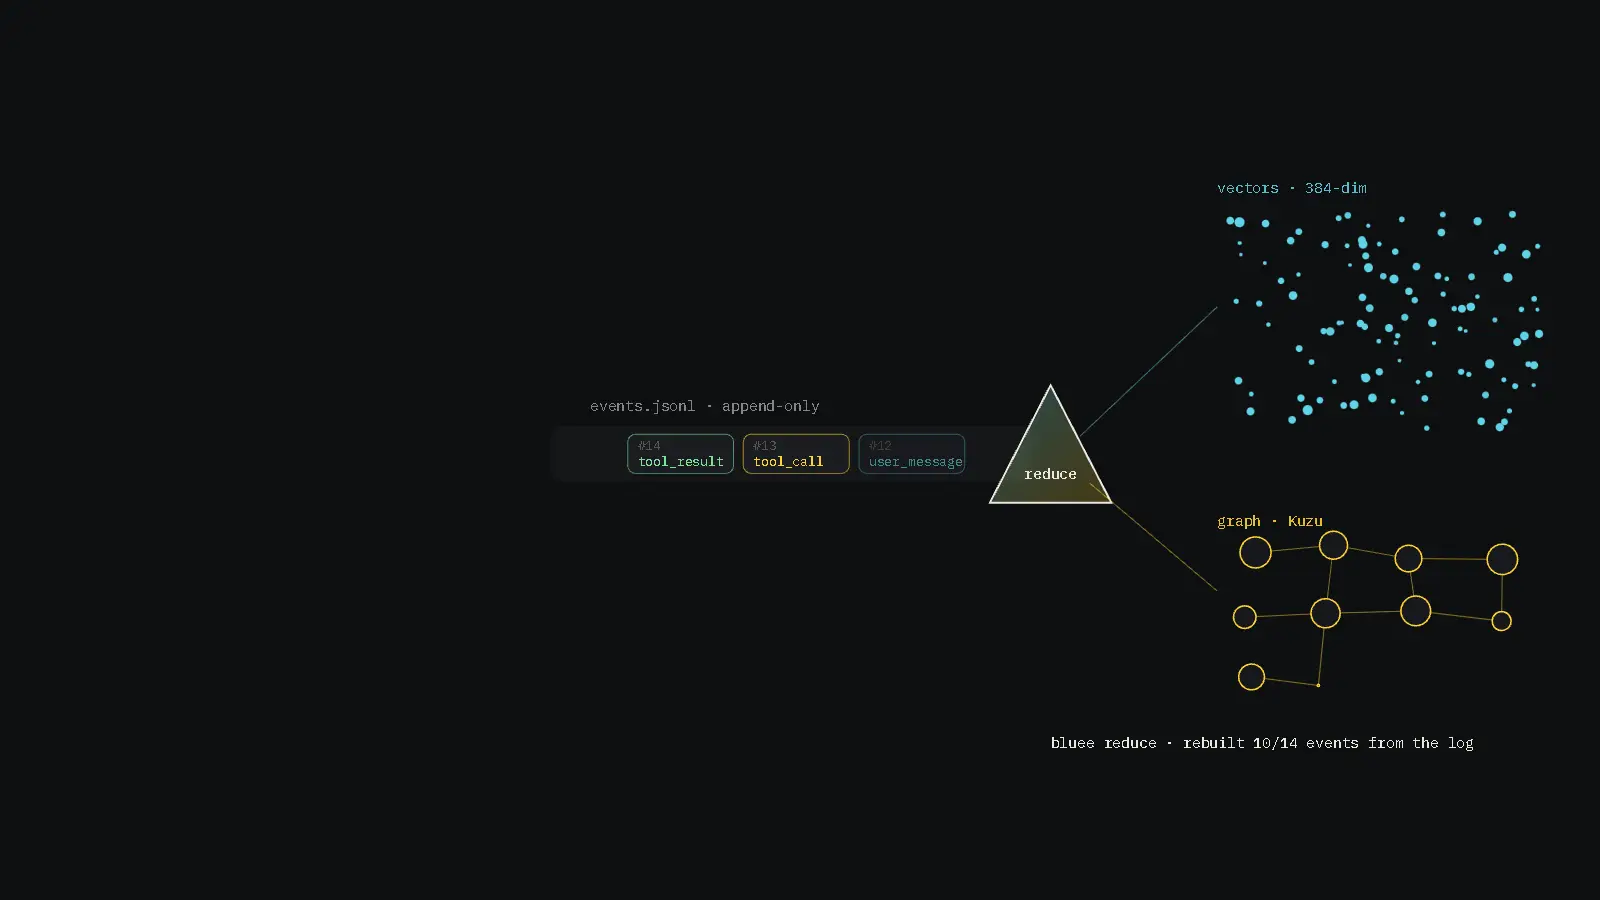 vectors · 384-dim
events.jsonl · append-only
#14
tool_result
#13
tool_call
#12
user_message
reduce
graph · Kuzu
bluee reduce · rebuilt 10/14 events from the log